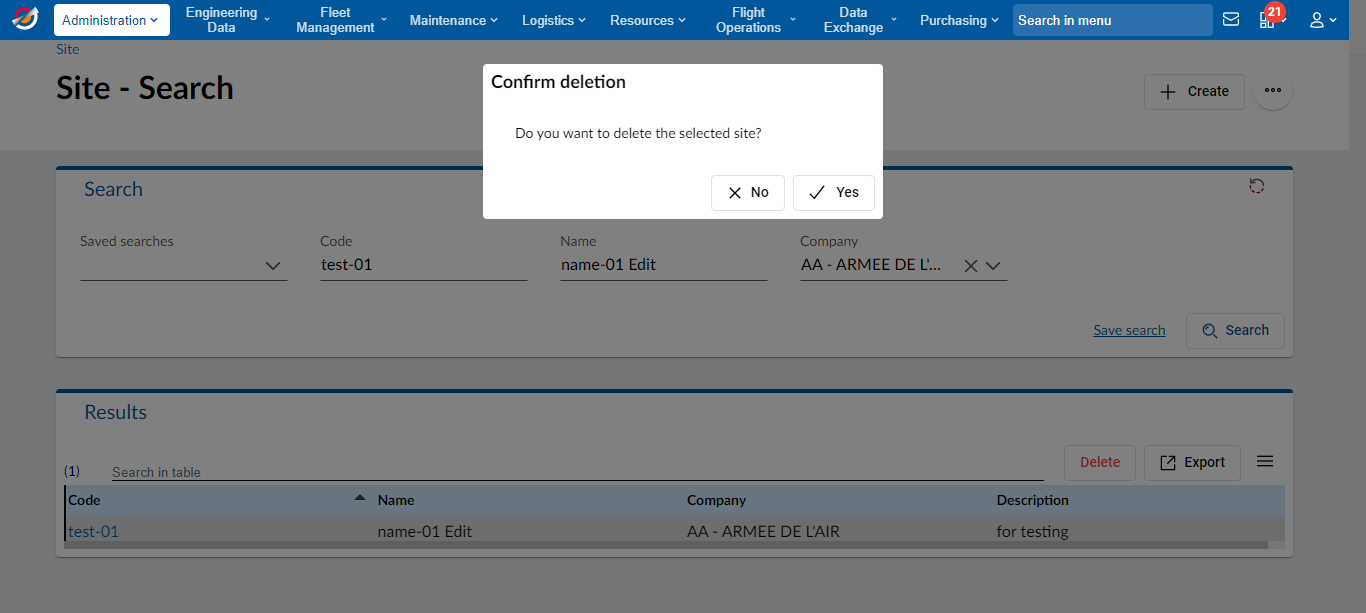 Administration
Engineering
Data
Fleet
Management
Maintenance
Logistics
Resources
Flight
Operations
Data
Exchange
Purchasing
Search in menu
21
Site
Site - Search
Create
Confirm deletion
Do you want to delete the selected site?
No
Yes
Search
Saved searches
Code
Name
Company
test-01
name-01 Edit
AA - ARMEE DE L'...
Save search
Search
Results
(1)
Search in table
Delete
Export
Code
Name
Company
Description
test-01
name-01 Edit
AA - ARMEE DE L'AIR
for testing